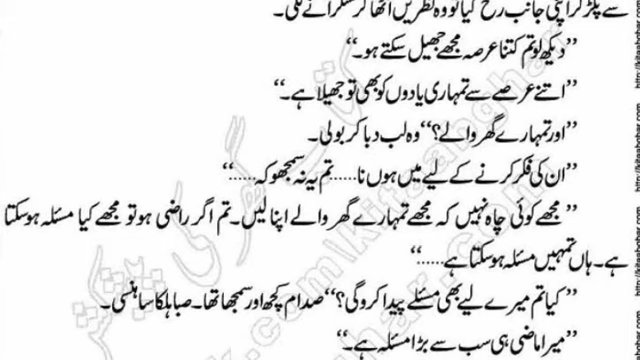 سے پکڑ کر اپنی جانب رخ کیا تو وہ نظریں اٹھا کر مسکرانے لگی۔
’’دیکھ لو تم کتنا عرصہ مجھے جھیل سکتے ہو۔‘‘
’’اتنے عرصے سے تمہاری یادوں کو بھی تو جھیلا ہے۔‘‘
’’اور تمہارے گھر والے؟‘‘ وہ لب دبا کر بولی۔
’’ان کی فکر کرنے کے لیے میں ہوں نا.....تم یہ نہ سمجھو کہ.....‘‘
’’مجھے کوئی چاہ نہیں کہ مجھے تمہارے گھر والے اپنا لیں۔ تم اگر راضی ہو تو مجھے کیا مسئلہ ہو سکتا
ہے۔ ہاں تمہیں مسئلہ ہو سکتا ہے.....‘‘
’’کیا تم میرے لیے بھی مسئلے پیدا کرو گی؟‘‘ صدام کچھ اور سمجھا تھا۔ صبا ہلکا سا ہنسی۔
’’میرا ماضی ہی سب سے بڑا مسئلہ ہے۔‘‘